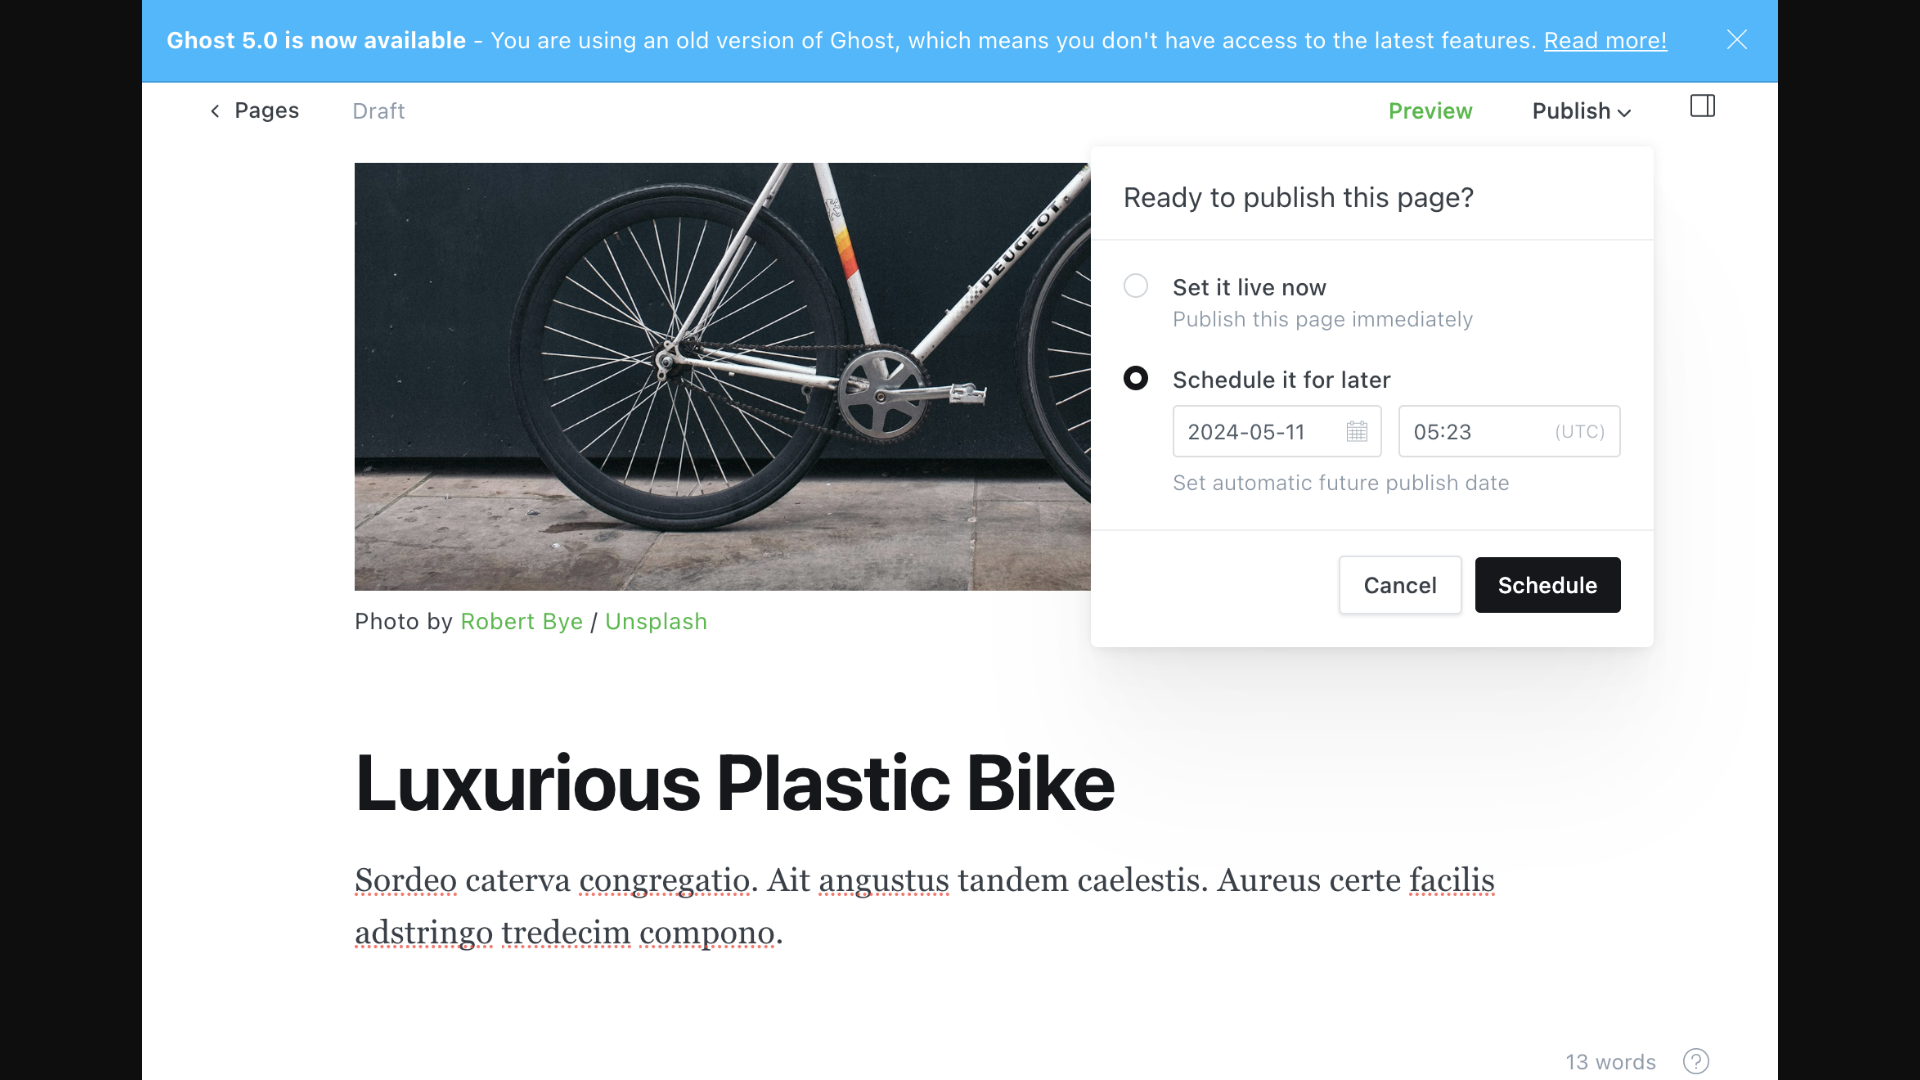 Ghost 5.0 is now available - You are using an old version of Ghost, which means you don't have access to the latest features. Read more!
Pages Draft Preview Publish
PEUGEOT
Ready to publish this page?
Set it live now
Publish this page immediately
Schedule it for later
2024-05-11 05:23 (UTC)
Set automatic future publish date
Cancel Schedule
Photo by Robert Bye / Unsplash
Luxurious Plastic Bike
Sordeo caterva congregatio. Ait angustus tandem caelestis. Aureus certe facilis
adstringo tredecim compono.
13 words ?